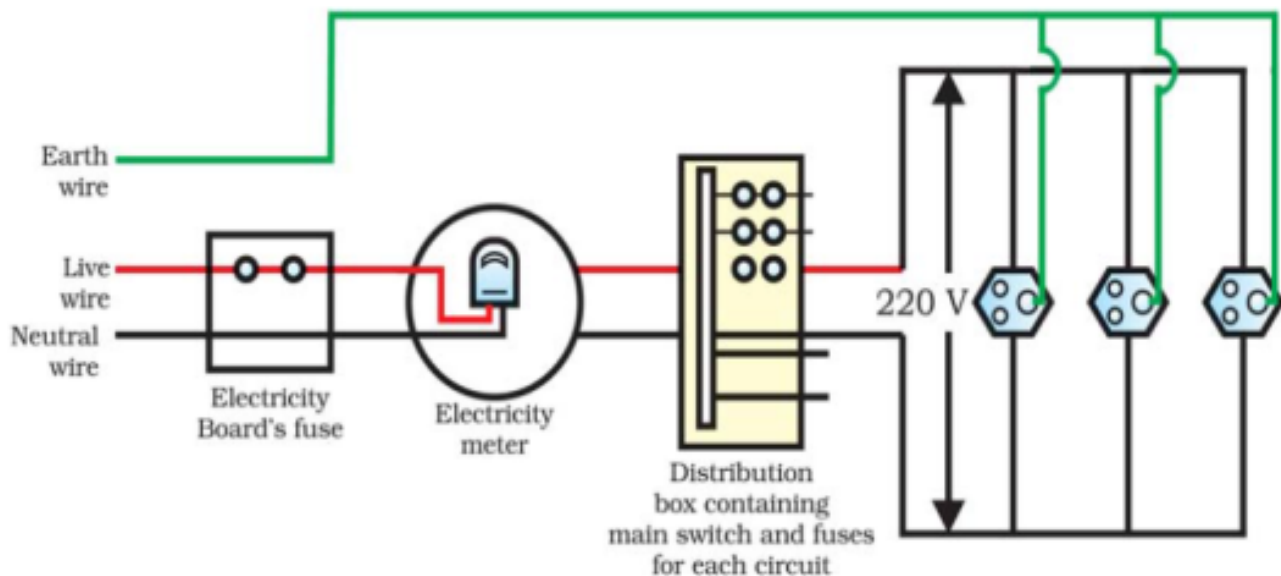 Earth
wire
Live
wire
Neutral
wire
Electricity
Board's fuse
Electricity
meter
Distribution
box containing
main switch and fuses
for each circuit
220 V